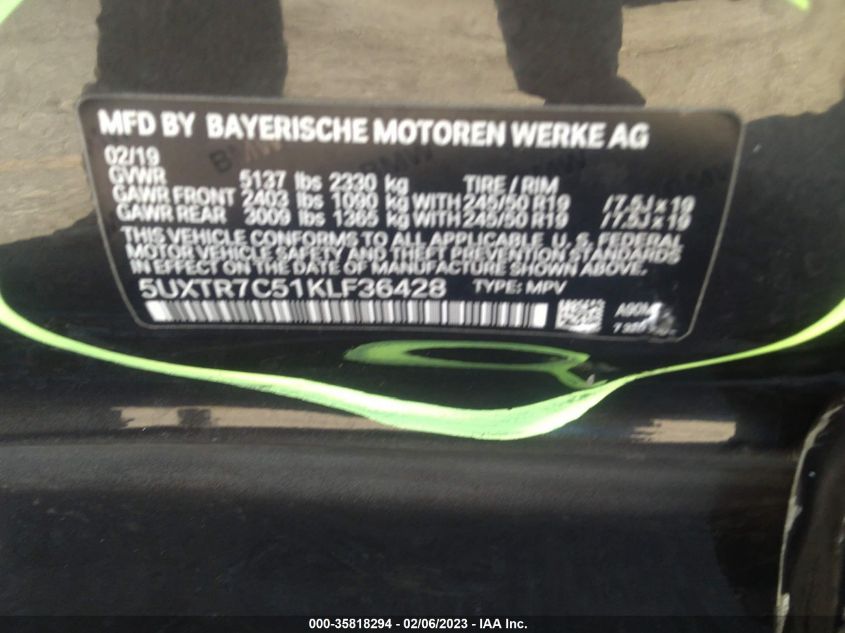 MFD BY BAYERISCHE MOTOREN WERKE AG
02/19
GVWR 5137 lbs 2330 kg TIRE / RIM
GAWR FRONT 2403 lbs 1090 kg WITH 245/50 R19 /7.5J x 19
GAWR REAR 3009 lbs 1365 kg WITH 245/50 R19 /7.5J x 19
THIS VEHICLE CONFORMS TO ALL APPLICABLE U. S. FEDERAL
MOTOR VEHICLE SAFETY AND THEFT PREVENTION STANDARDS
IN EFFECT ON THE DATE OF MANUFACTURE SHOWN ABOVE.
5UXTR7C51KLF36428 TYPE: MPV
000-35818294 - 02/06/2023 - IAA Inc.